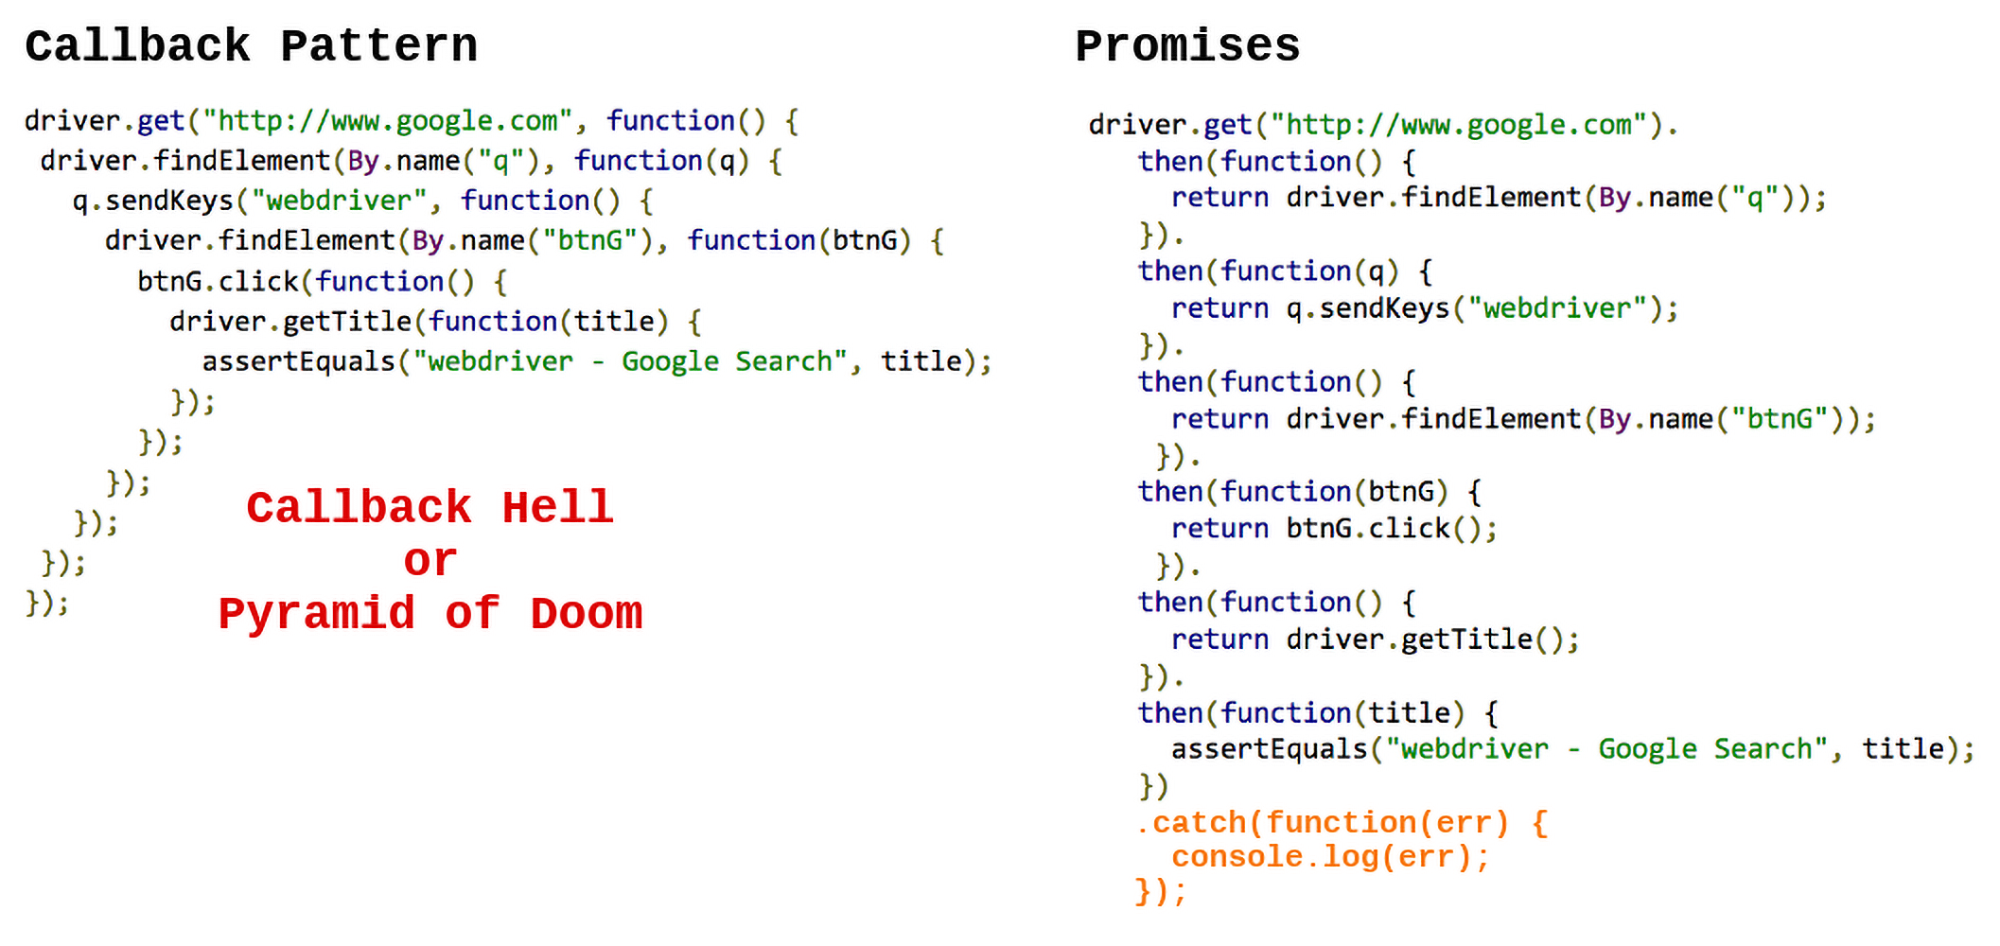 Callback Pattern
driver.get("http://www.google.com", function() {
 driver.findElement(By.name("q"), function(q) {
   q.sendKeys("webdriver", function() {
     driver.findElement(By.name("btnG"), function(btnG) {
       btnG.click(function() {
         driver.getTitle(function(title) {
           assertEquals("webdriver - Google Search", title);
         });
       });
     });
   });
 });
});
Callback Hell
or
Pyramid of Doom
Promises
driver.get("http://www.google.com").
   then(function() {
     return driver.findElement(By.name("q"));
   }).
   then(function(q) {
     return q.sendKeys("webdriver");
   }).
   then(function() {
     return driver.findElement(By.name("btnG"));
    }).
   then(function(btnG) {
     return btnG.click();
    }).
   then(function() {
     return driver.getTitle();
   }).
   then(function(title) {
     assertEquals("webdriver - Google Search", title);
   })
   .catch(function(err) {
     console.log(err);
   });